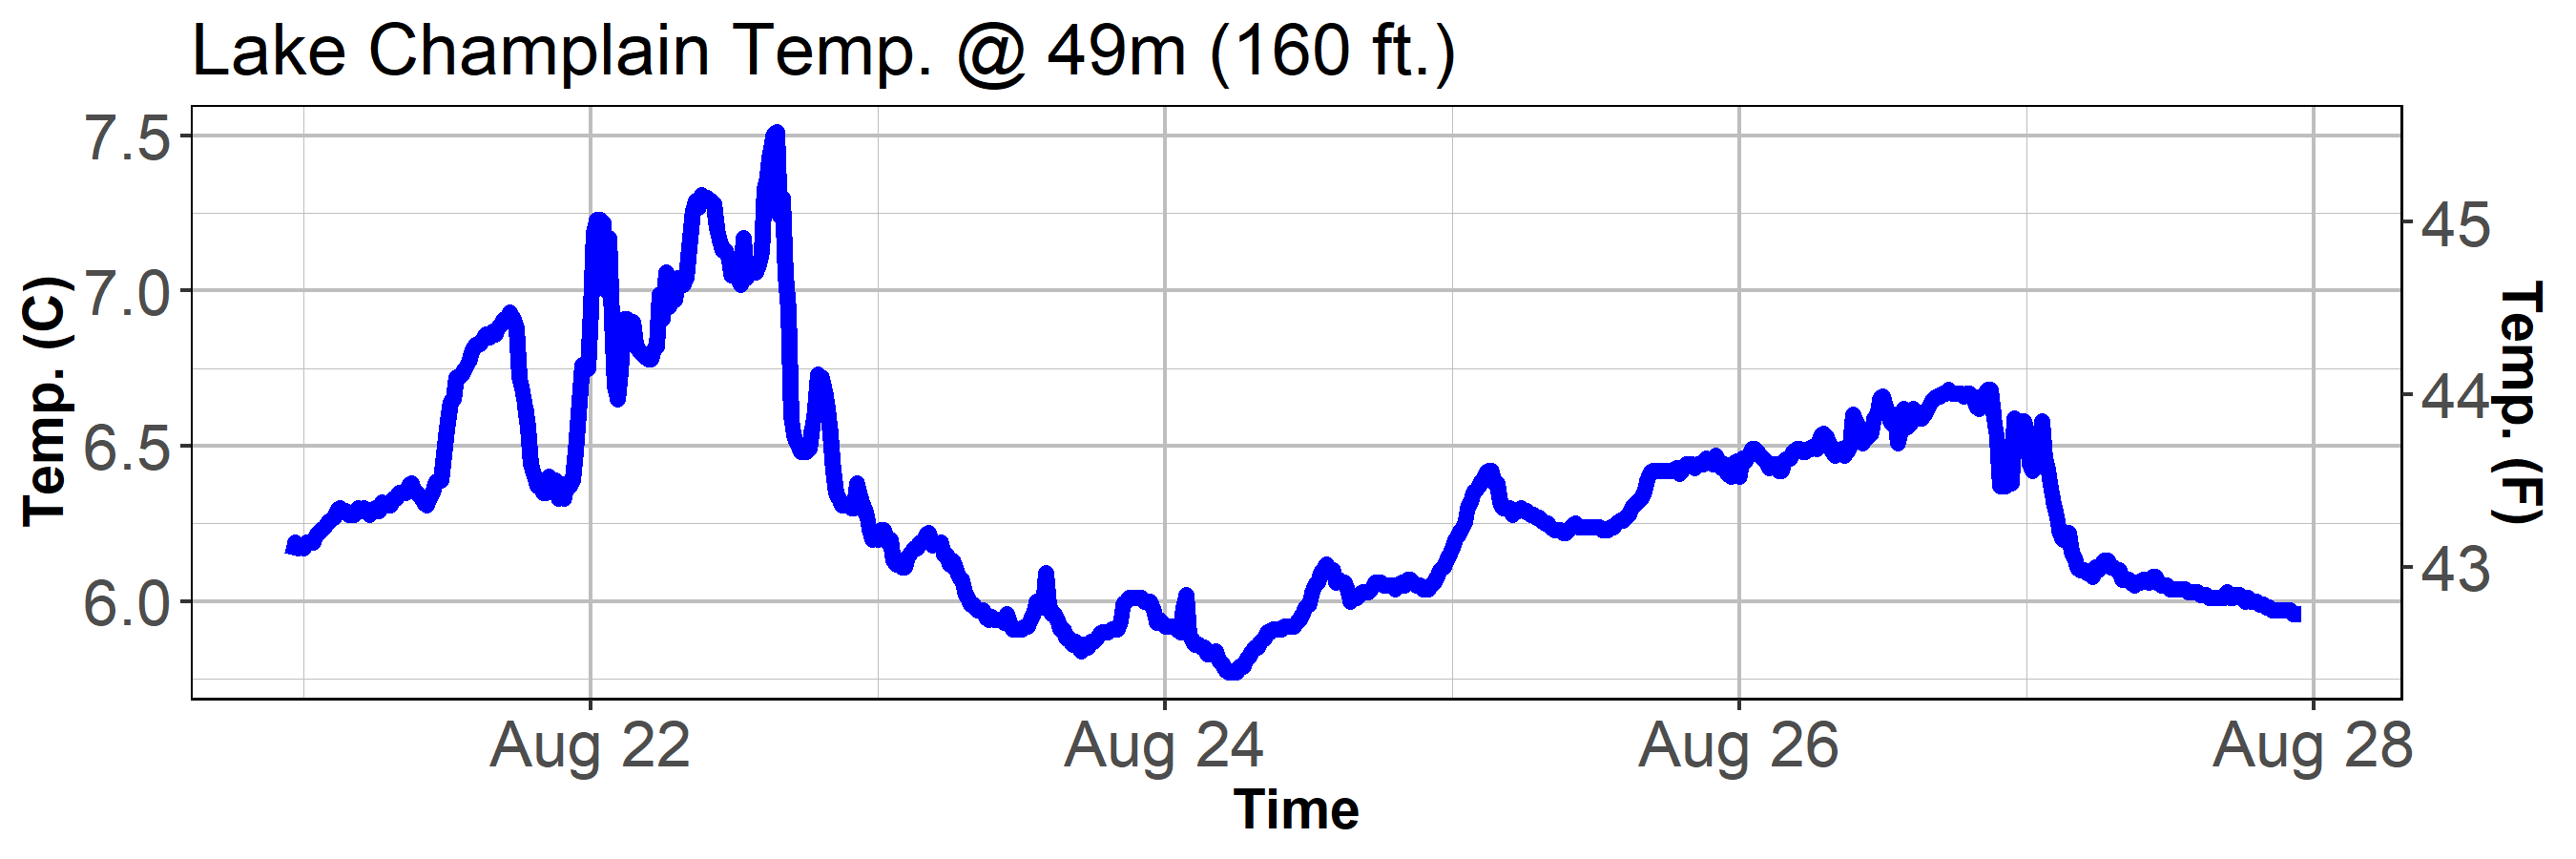 Lake Champlain Temp. @ 49m (160 ft.)
Temp. (C)
7.5
7.0
6.5
6.0
45
44
43
Temp. (F)
Aug 22
Aug 24
Aug 26
Aug 28
Time